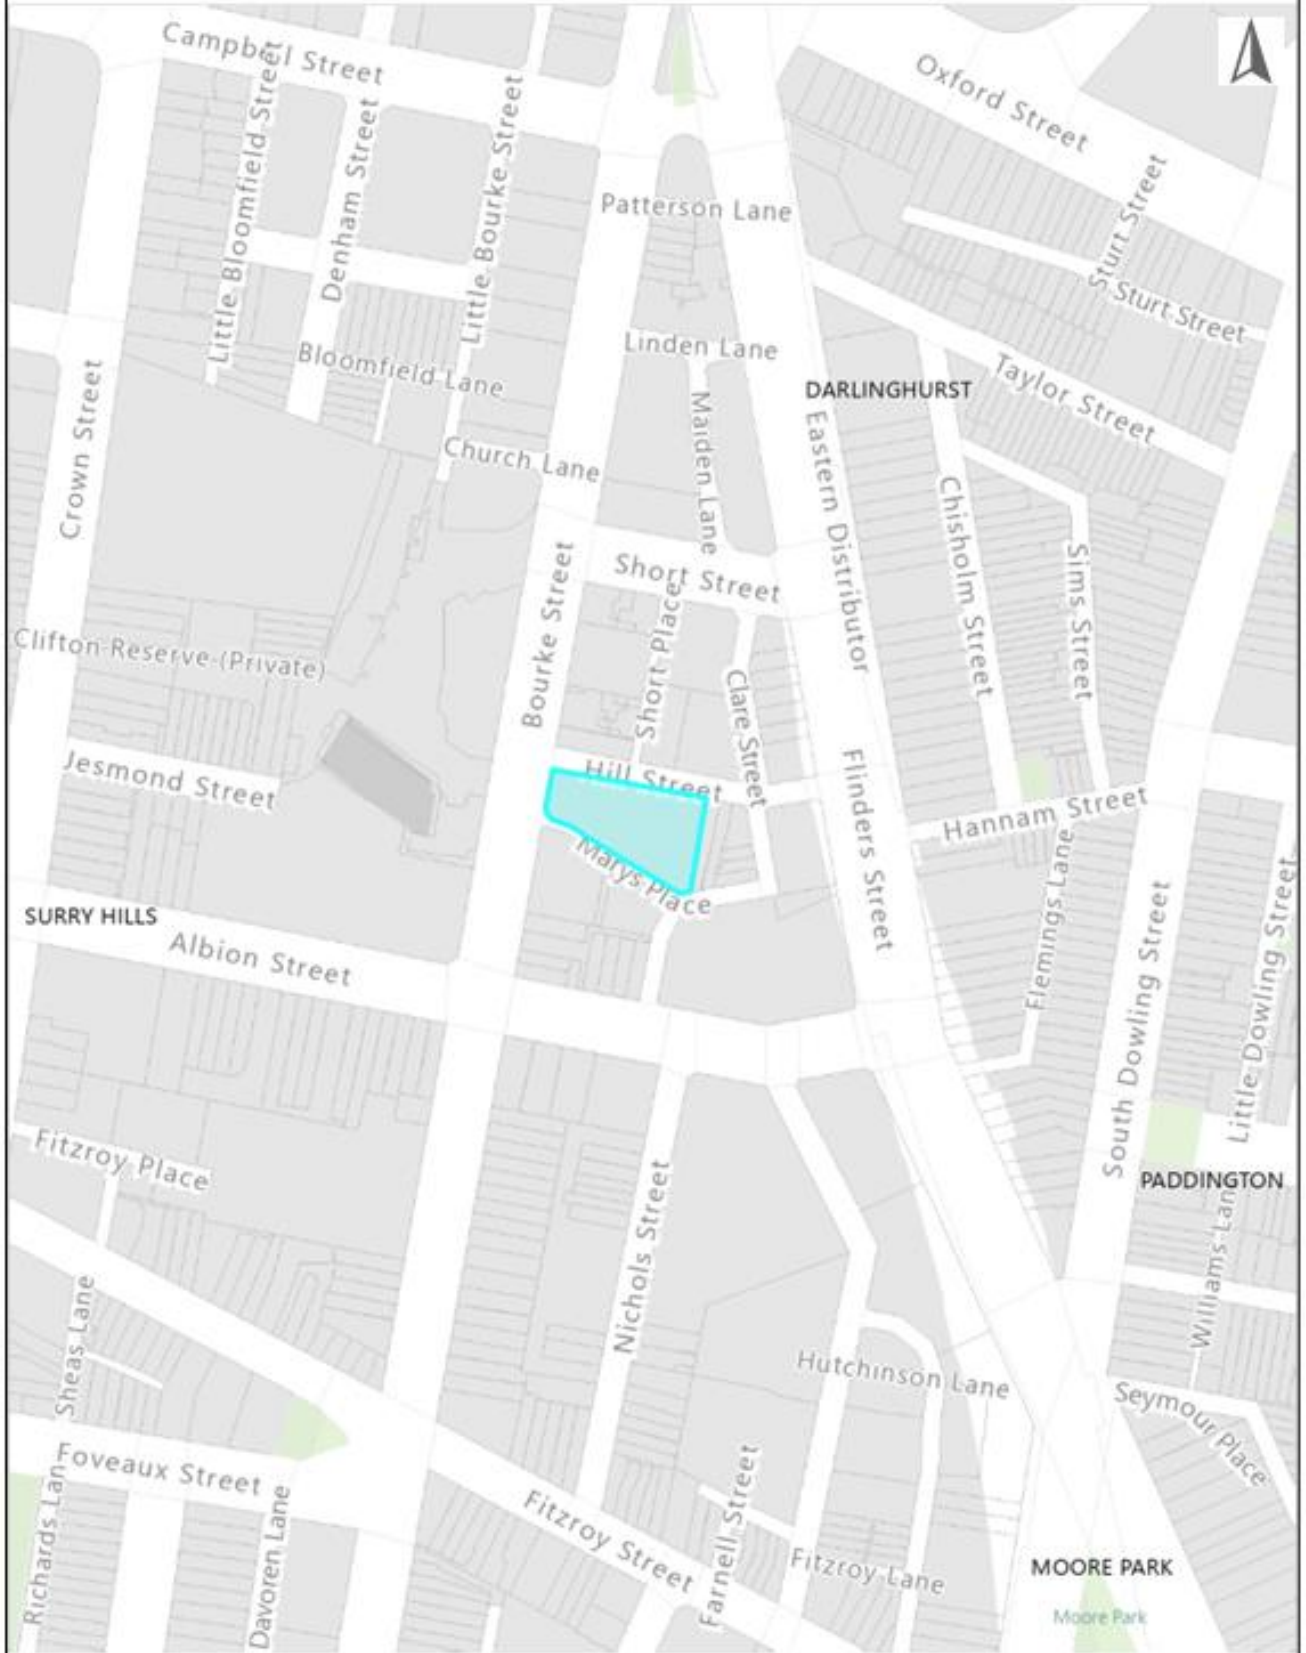 Campbell Street
Oxford Street
Little Bloomfield Street
Denham Street
Little Bourke Street
Patterson Lane
Sturt Street
Sturt Street
Linden Lane
Bloomfield Lane
Taylor Street
DARLINGHURST
Crown Street
Maiden Lane
Church Lane
Eastern Distributor
Chisholm Street
Sims Street
Short Street
Bourke Street
Short Place
Clifton Reserve (Private)
Clare Street
Jesmond Street
Hill Street
Flinders Street
Hannam Street
Marys Place
Flemings Lane
SURRY HILLS
Albion Street
South Dowling Street
Little Dowling Street
Fitzroy Place
PADDINGTON
Nichols Street
Williams Lan
Sheas Lane
Hutchinson Lane
Seymour Place
Foveaux Street
Richards Lan
Davoren Lane
Fitzroy Street
Farnell Street
Fitzroy Lane
MOORE PARK
Moore Park